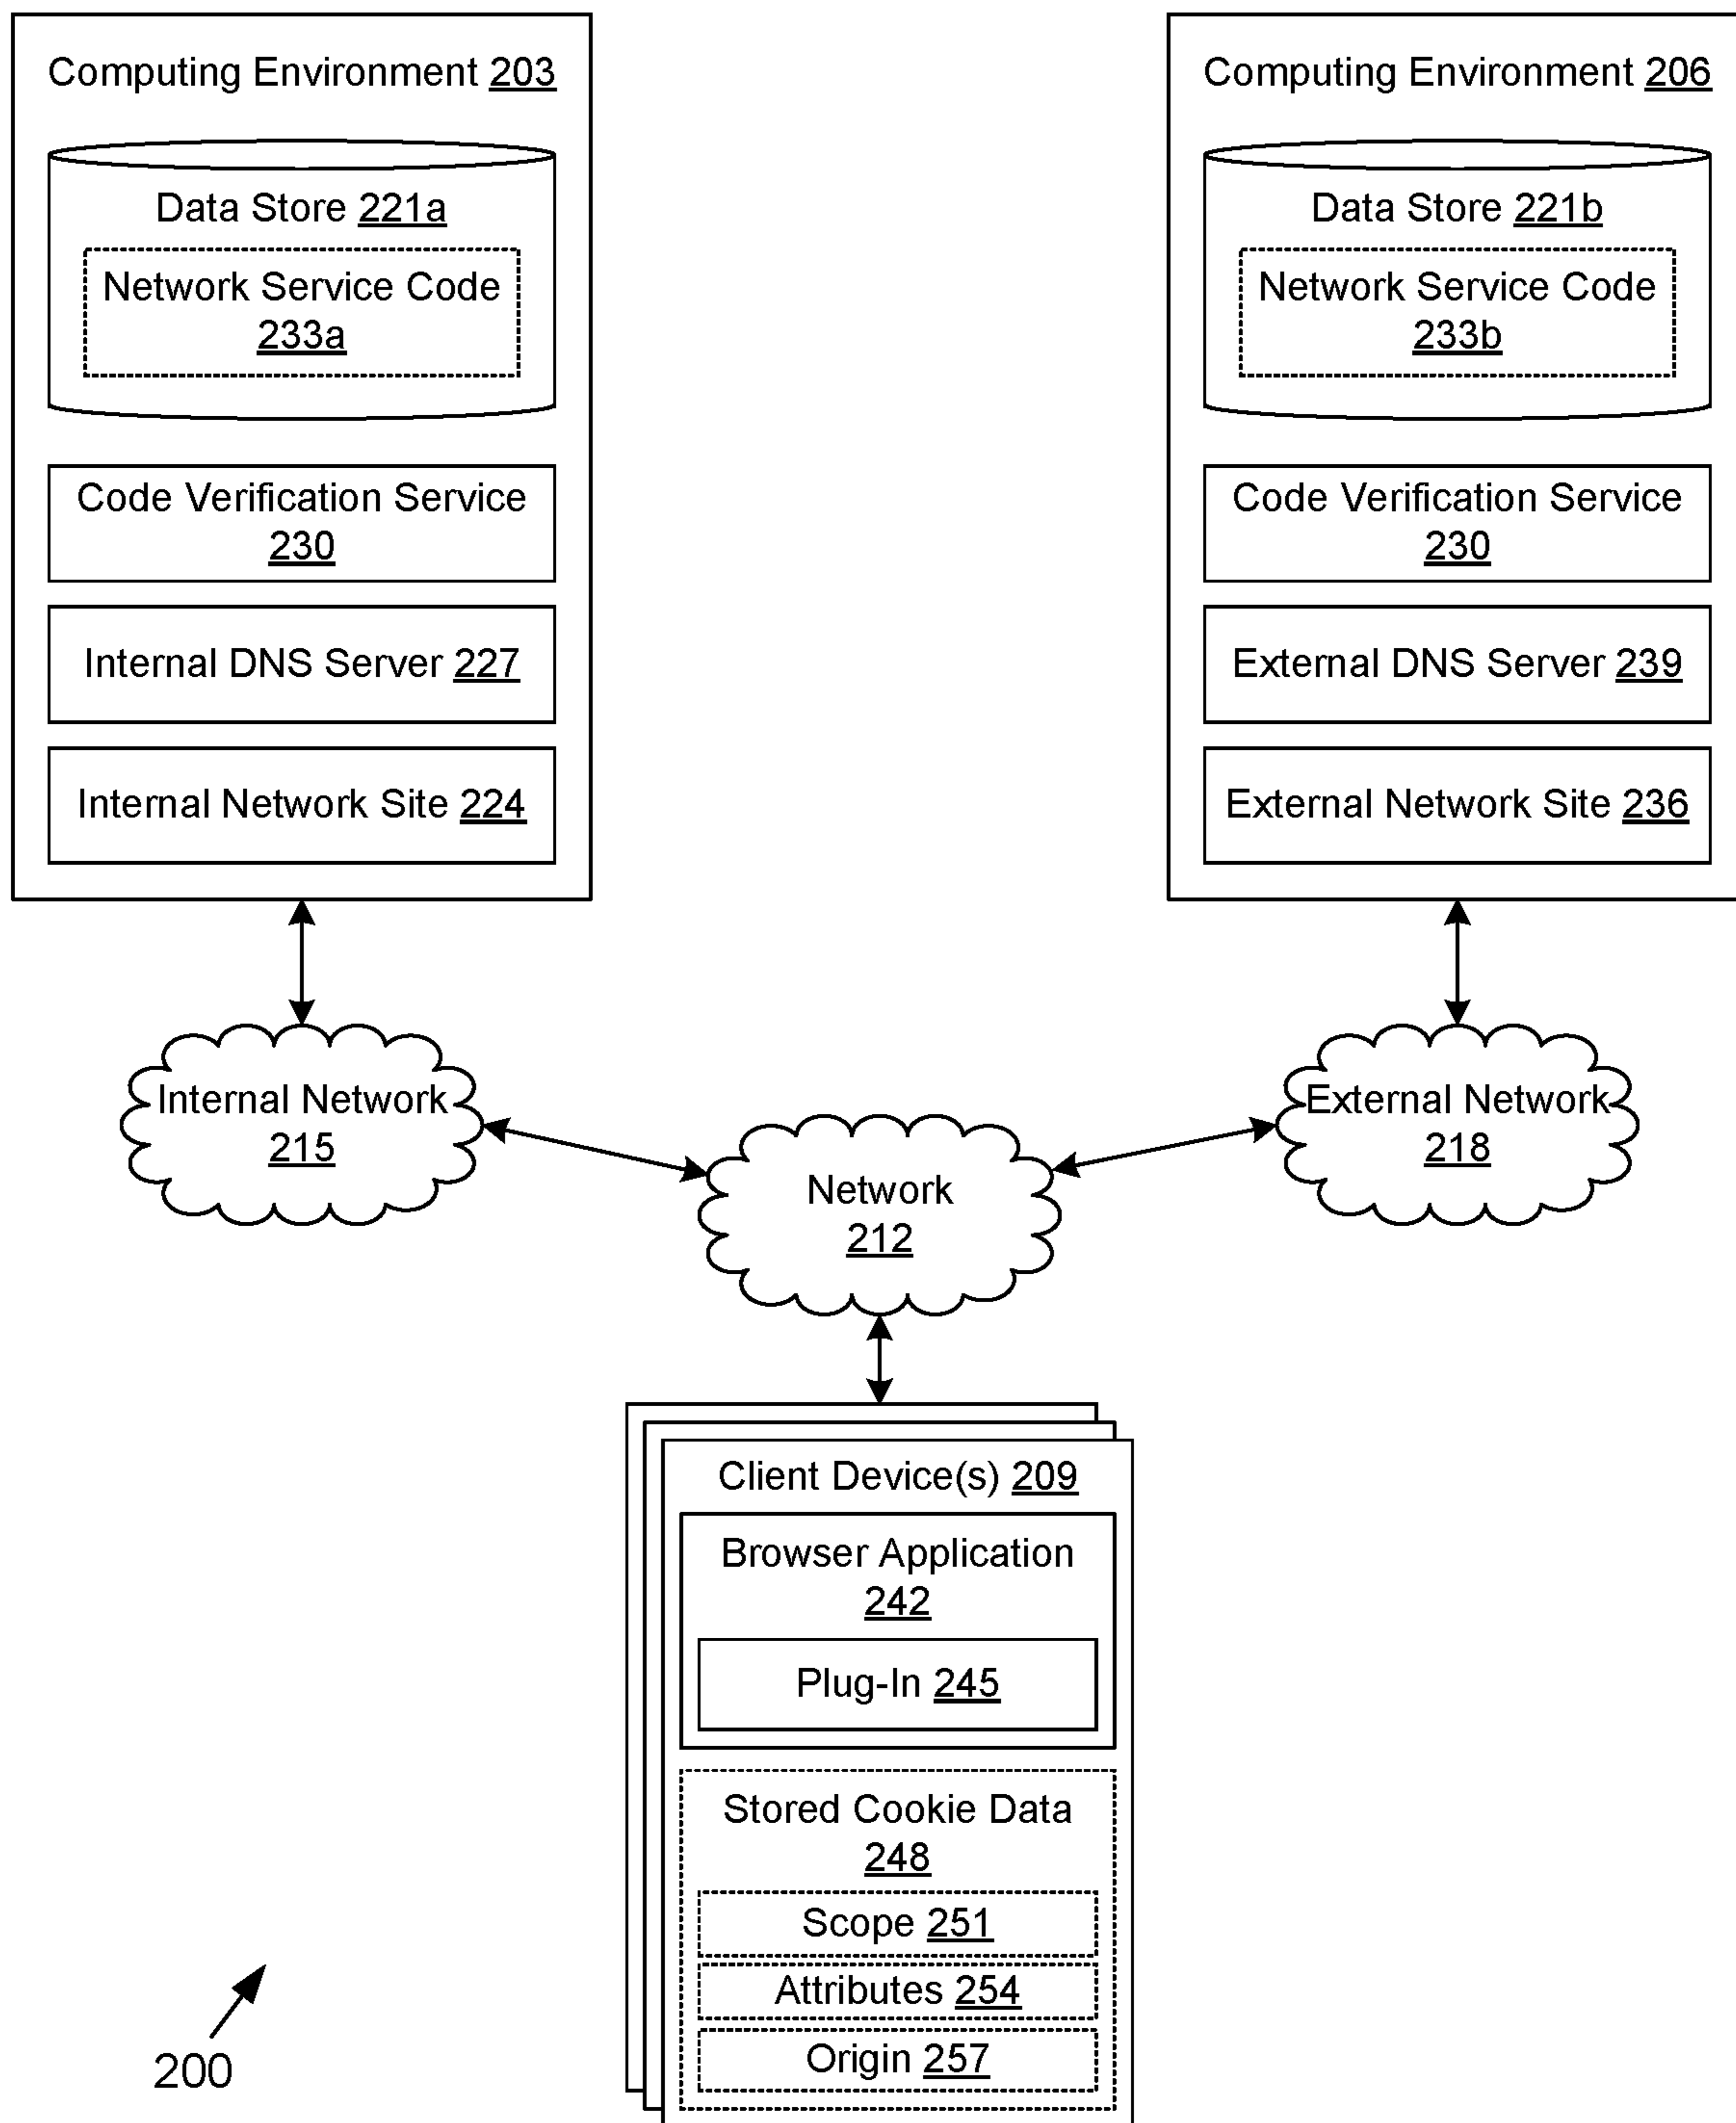 Computing Environment 203
Data Store 221a
Network Service Code
233a
Code Verification Service
230
Internal DNS Server 227
Internal Network Site 224
Computing Environment 206
Data Store 221b
Network Service Code
233b
Code Verification Service
230
External DNS Server 239
External Network Site 236
Internal Network
215
Network
212
External Network
218
Client Device(s) 209
Browser Application
242
Plug-In 245
Stored Cookie Data
248
Scope 251
Attributes 254
Origin 257
200